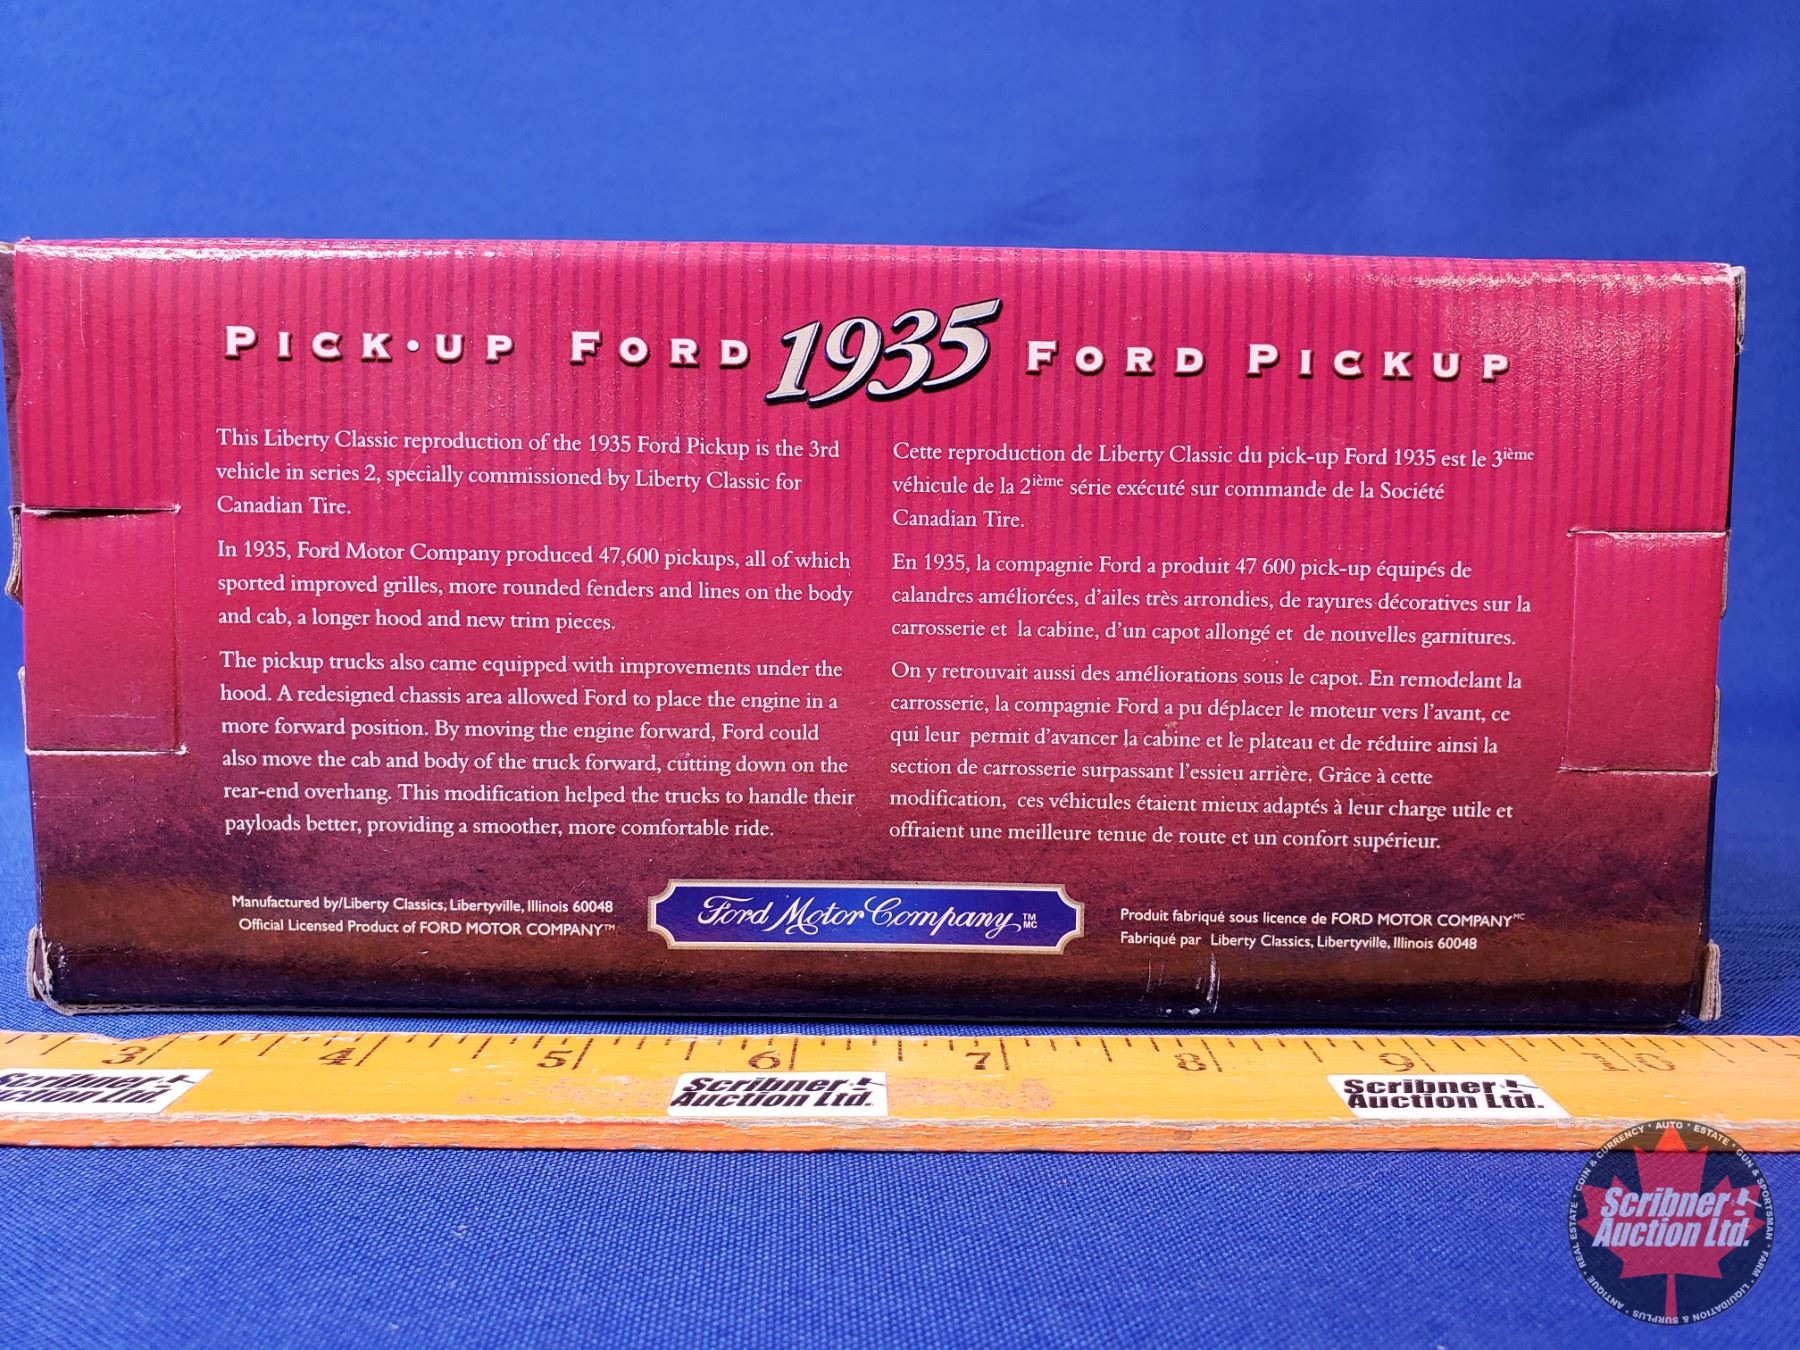 PICK•UP FORD 1935 FORD PICKUP
This Liberty Classic reproduction of the 1935 Ford Pickup is the 3rd
vehicle in series 2, specially commissioned by Liberty Classic for
Canadian Tire.
In 1935, Ford Motor Company produced 47,600 pickups, all of which
sported improved grilles, more rounded fenders and lines on the body
and cab, a longer hood and new trim pieces.
The pickup trucks also came equipped with improvements under the
hood. A redesigned chassis area allowed Ford to place the engine in a
more forward position. By moving the engine forward, Ford could
also move the cab and body of the truck forward, cutting down on the
rear-end overhang. This modification helped the trucks to handle their
payloads better, providing a smoother, more comfortable ride.
Cette reproduction de Liberty Classic du pick-up Ford 1935 est le 3ième
véhicule de la 2ième série exécuté sur commande de la Société
Canadian Tire.
En 1935, la compagnie Ford a produit 47 600 pick-up équipés de
calandres améliorées, d'ailes très arrondies, de rayures décoratives sur la
carrosserie et la cabine, d'un capot allongé et de nouvelles garnitures.
On y retrouvait aussi des améliorations sous le capot. En remodelant la
carrosserie, la compagnie Ford a pu déplacer le moteur vers l'avant, ce
qui leur permit d'avancer la cabine et le plateau et de réduire ainsi la
section de carrosserie surpassant l'essieu arrière. Grâce à cette
modification, ces véhicules étaient mieux adaptés à leur charge utile et
offraient une meilleure tenue de route et un confort supérieur.
Manufactured by/Liberty Classics, Libertyville, Illinois 60048
Official Licensed Product of FORD MOTOR COMPANY™
Ford Motor Company ™ MC
Produit fabriqué sous licence de FORD MOTOR COMPANY MC
Fabriqué par Liberty Classics, Libertyville, Illinois 60048
3 4 5 6 7 8 9 10
Scribner
Auction Ltd.
Scribner
Auction Ltd.
Scribner
Auction Ltd.
COIN & CURRENCY • AUTO • ESTATE • GUN & SPORTSMAN • FARM • LIQUIDATION & SURPLUS • ANTIQUE • REAL ESTATE •
Scribner
Auction Ltd.